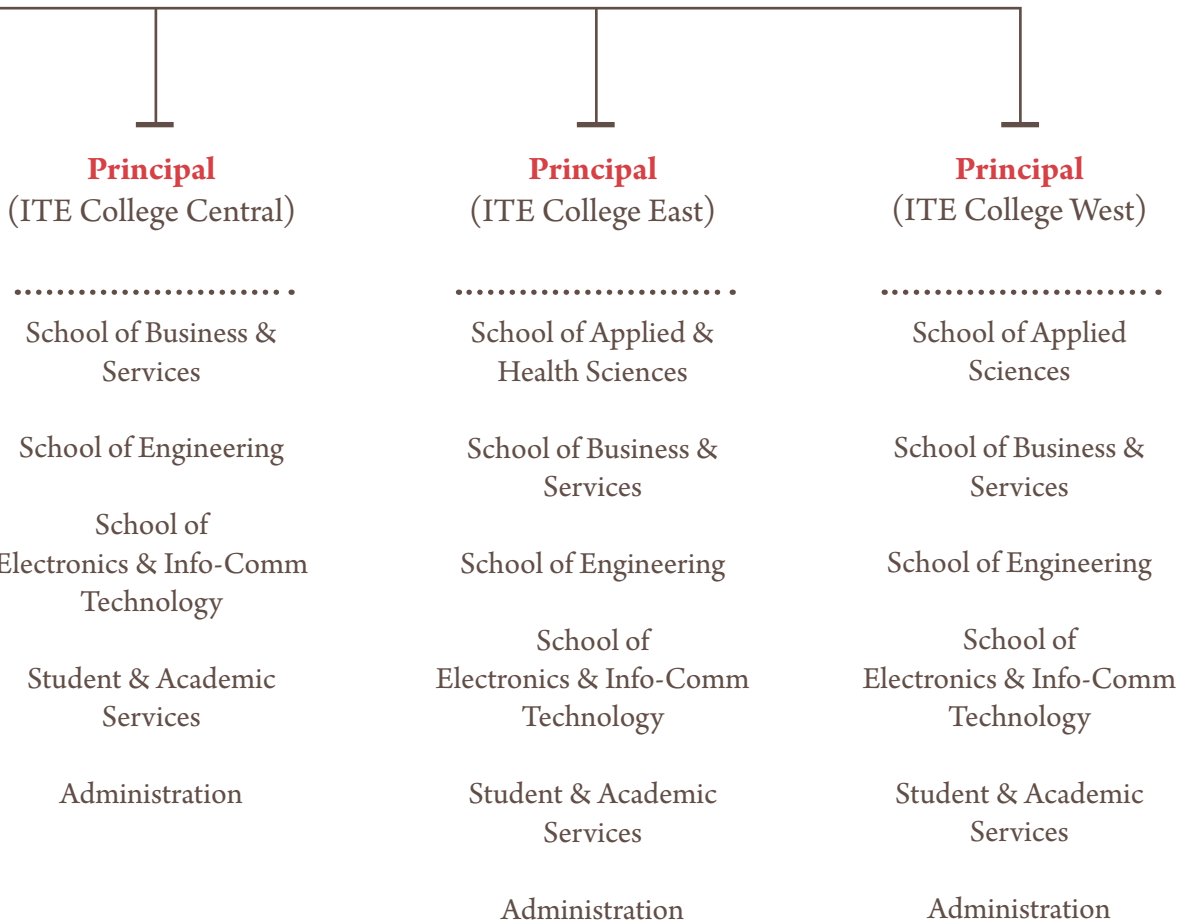 Principal
(ITE College Central)
School of Business &
Services
School of Engineering
School of
Electronics & Info-Comm
Technology
Student & Academic
Services
Administration
Principal
(ITE College East)
School of Applied &
Health Sciences
School of Business &
Services
School of Engineering
School of
Electronics & Info-Comm
Technology
Student & Academic
Services
Administration
Principal
(ITE College West)
School of Applied
Sciences
School of Business &
Services
School of Engineering
School of
Electronics & Info-Comm
Technology
Student & Academic
Services
Administration